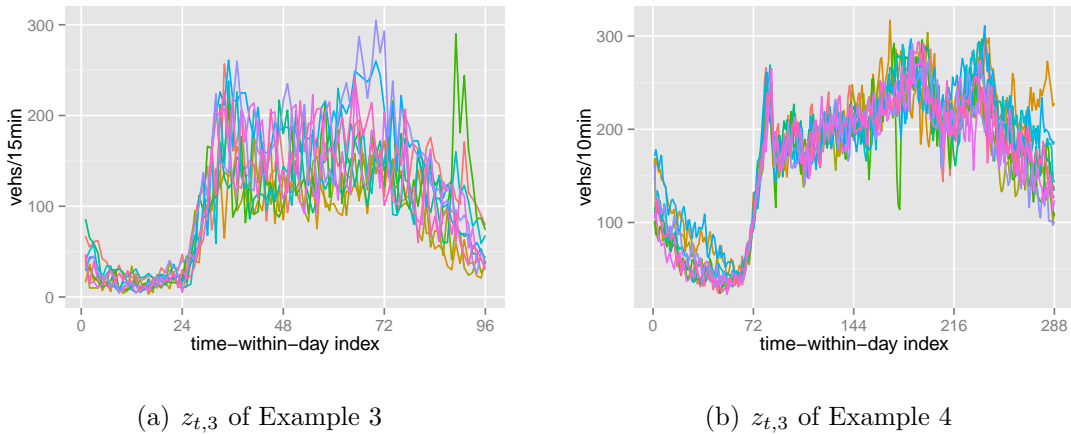 300
200
100
0
vehs/15min
0 24 48 72 96
time−within−day index
(a) z_{t,3} of Example 3
300
200
100
vehs/10min
0 72 144 216 288
time−within−day index
(b) z_{t,3} of Example 4